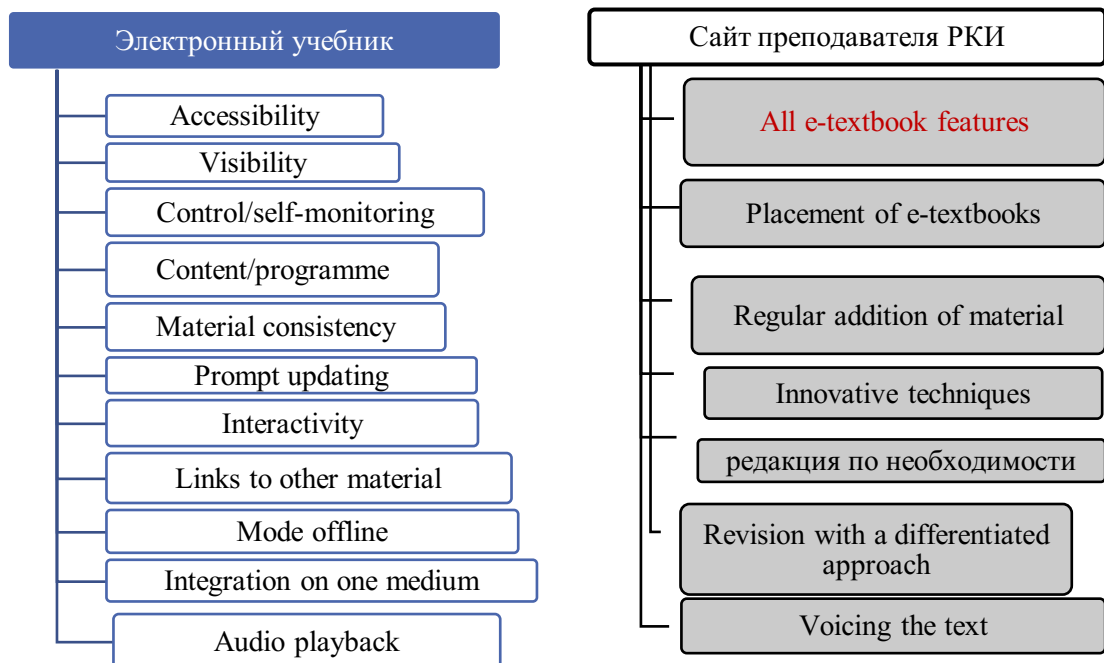 Электронный учебник
Accessibility
Visibility
Control/self-monitoring
Content/programme
Material consistency
Prompt updating
Interactivity
Links to other material
Mode offline
Integration on one medium
Audio playback
Сайт преподавателя РКИ
All e-textbook features
Placement of e-textbooks
Regular addition of material
Innovative techniques
редакция по необходимости
Revision with a differentiated
approach
Voicing the text